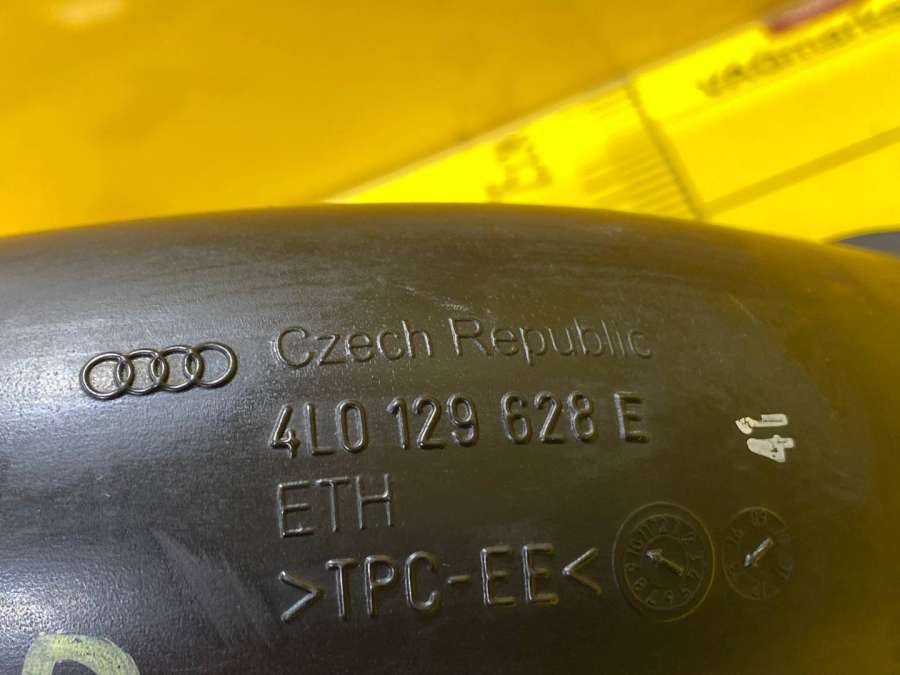 Czech Republic
4L0 129 628 E
ETH
>TPC-EE<